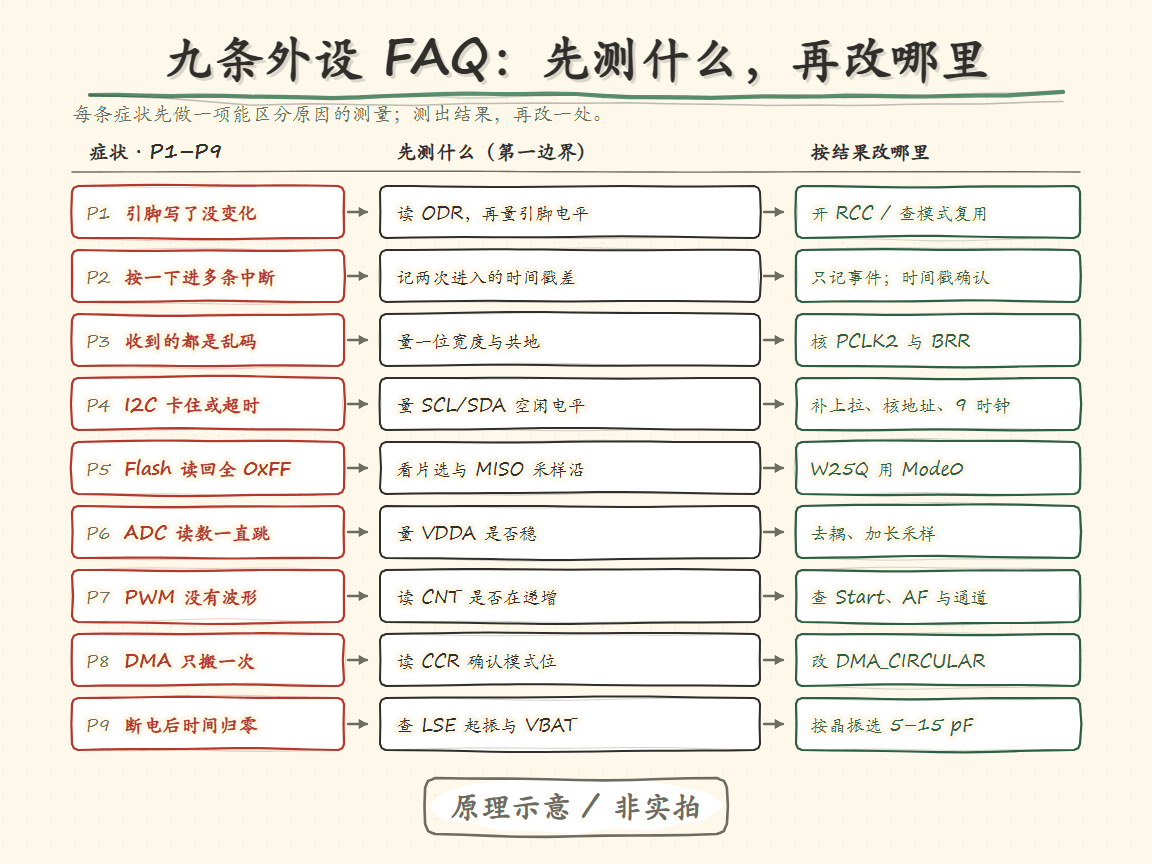 九条外设 FAQ：先测什么，再改哪里
每条症状先做一项能区分原因的测量；测出结果，再改一处。
症状 · P1–P9 先测什么（第一边界） 按结果改哪里
P1 引脚写了没变化 读 ODR，再量引脚电平 开 RCC / 查模式复用
P2 按一下进多条中断 记两次进入的时间戳差 只记事件；时间戳确认
P3 收到的都是乱码 量一位宽度与共地 核 PCLK2 与 BRR
P4 I2C 卡住或超时 量 SCL/SDA 空闲电平 补上拉、核地址、9 时钟
P5 Flash 读回全 0XFF 看片选与 MISO 采样沿 W25Q 用 Mode0
P6 ADC 读数一直跳 量 VDDA 是否稳 去耦、加长采样
P7 PWM 没有波形 读 CNT 是否在递增 查 Start、AF 与通道
P8 DMA 只搬一次 读 CCR 确认模式位 改 DMA_CIRCULAR
P9 断电后时间归零 查 LSE 起振与 VBAT 按晶振选 5–15 pF
原理示意 / 非实拍